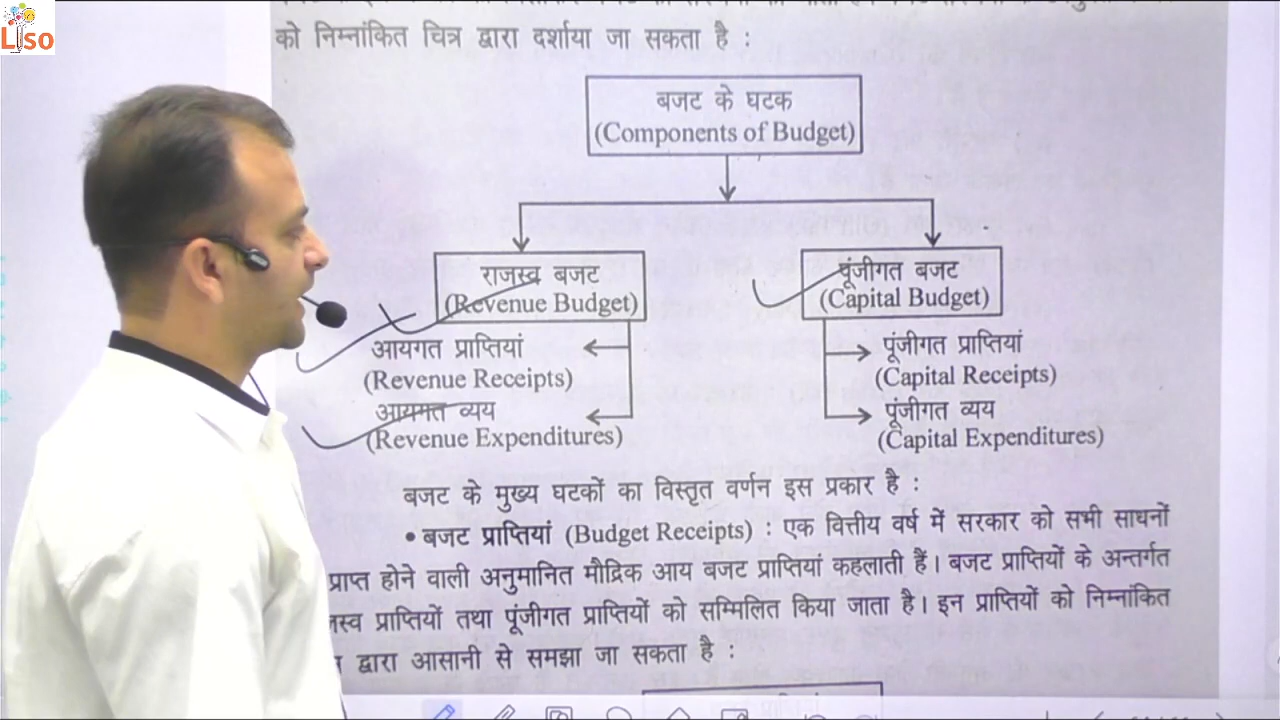 Liso
को निम्नांकित चित्र द्वारा दर्शाया जा सकता है :
बजट के घटक
(Components of Budget)
राजस्व बजट
(Revenue Budget)
आयगत प्राप्तियां
(Revenue Receipts)
आयगत व्यय
(Revenue Expenditures)
पूंजीगत बजट
(Capital Budget)
पूंजीगत प्राप्तियां
(Capital Receipts)
पूंजीगत व्यय
(Capital Expenditures)
बजट के मुख्य घटकों का विस्तृत वर्णन इस प्रकार है :
• बजट प्राप्तियां (Budget Receipts) : एक वित्तीय वर्ष में सरकार को सभी साधनों
प्राप्त होने वाली अनुमानित मौद्रिक आय बजट प्राप्तियां कहलाती हैं। बजट प्राप्तियों के अन्तर्गत
प्राप्तियों तथा पूंजीगत प्राप्तियों को सम्मिलित किया जाता है। इन प्राप्तियों को निम्नांकित
द्वारा आसानी से समझा जा सकता है :